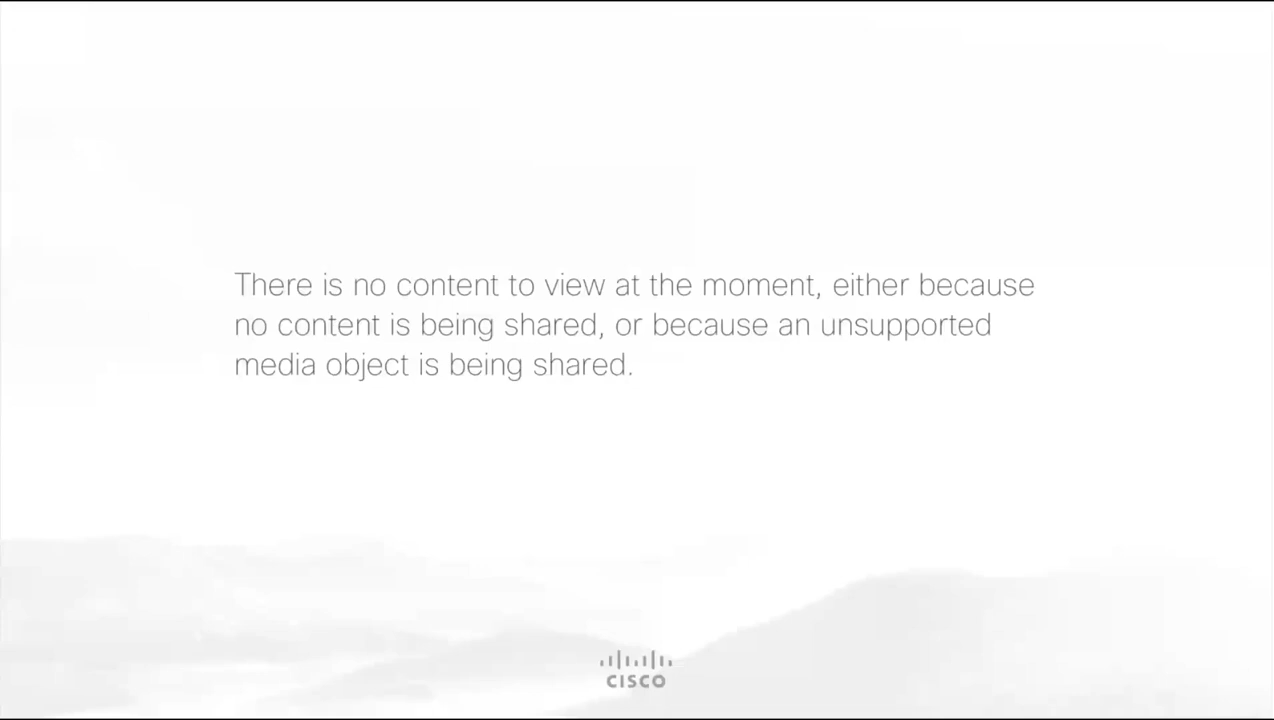 There is no content to view at the moment, either because
no content is being shared, or because an unsupported
media object is being shared.
CISCO